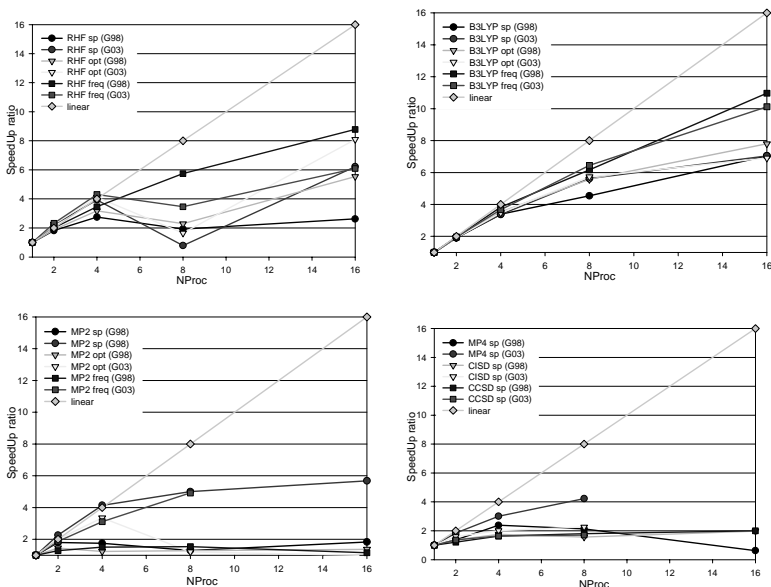 16
14
12
10
8
6
4
2
0
SpeedUp ratio
RHF sp (G98)
RHF sp (G03)
RHF opt (G98)
RHF opt (G03)
RHF freq (G98)
RHF freq (G03)
linear
2 4 6 8 10 12 14 16
NProc
16
14
12
10
8
6
4
2
SpeedUp ratio
B3LYP sp (G98)
B3LYP sp (G03)
B3LYP opt (G98)
B3LYP opt (G03)
B3LYP freq (G98)
B3LYP freq (G03)
linear
2 4 6 8 10 12 14 16
NProc
16
14
12
10
8
6
4
2
SpeedUp ratio
MP2 sp (G98)
MP2 sp (G03)
MP2 opt (G98)
MP2 opt (G03)
MP2 freq (G98)
MP2 freq (G03)
linear
2 4 6 8 10 12 14 16
NProc
16
14
12
10
8
6
4
2
0
SpeedUp ratio
MP4 sp (G98)
MP4 sp (G03)
CISD sp (G98)
CISD sp (G03)
CCSD sp (G98)
CCSD sp (G03)
linear
2 4 6 8 10 12 14 16
NProc